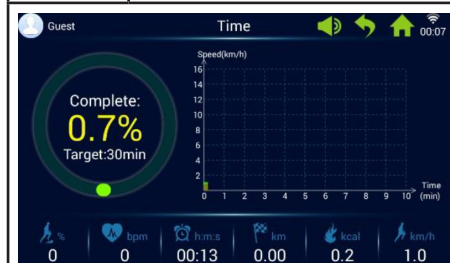 Guest
Time
00:07
Speed(km/h)
16
14
12
10
8
6
4
2
0 1 2 3 4 5 6 7 8 9 10
Time
(min)
Complete:
0.7%
Target:30min
% bpm h:m:s km kcal km/h
0 0 00:13 0.00 0.2 1.0